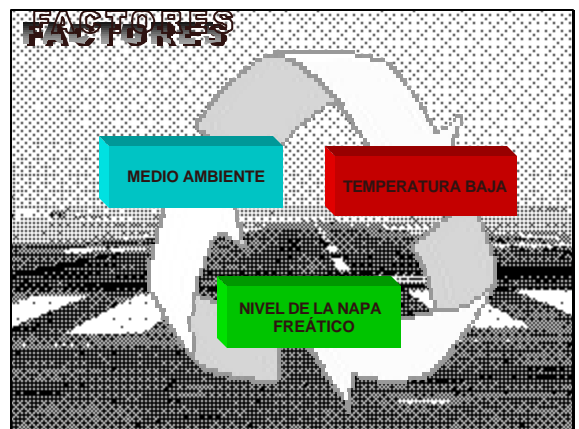 FACTORES
MEDIO AMBIENTE
TEMPERATURA BAJA
NIVEL DE LA NAPA
FREÁTICO